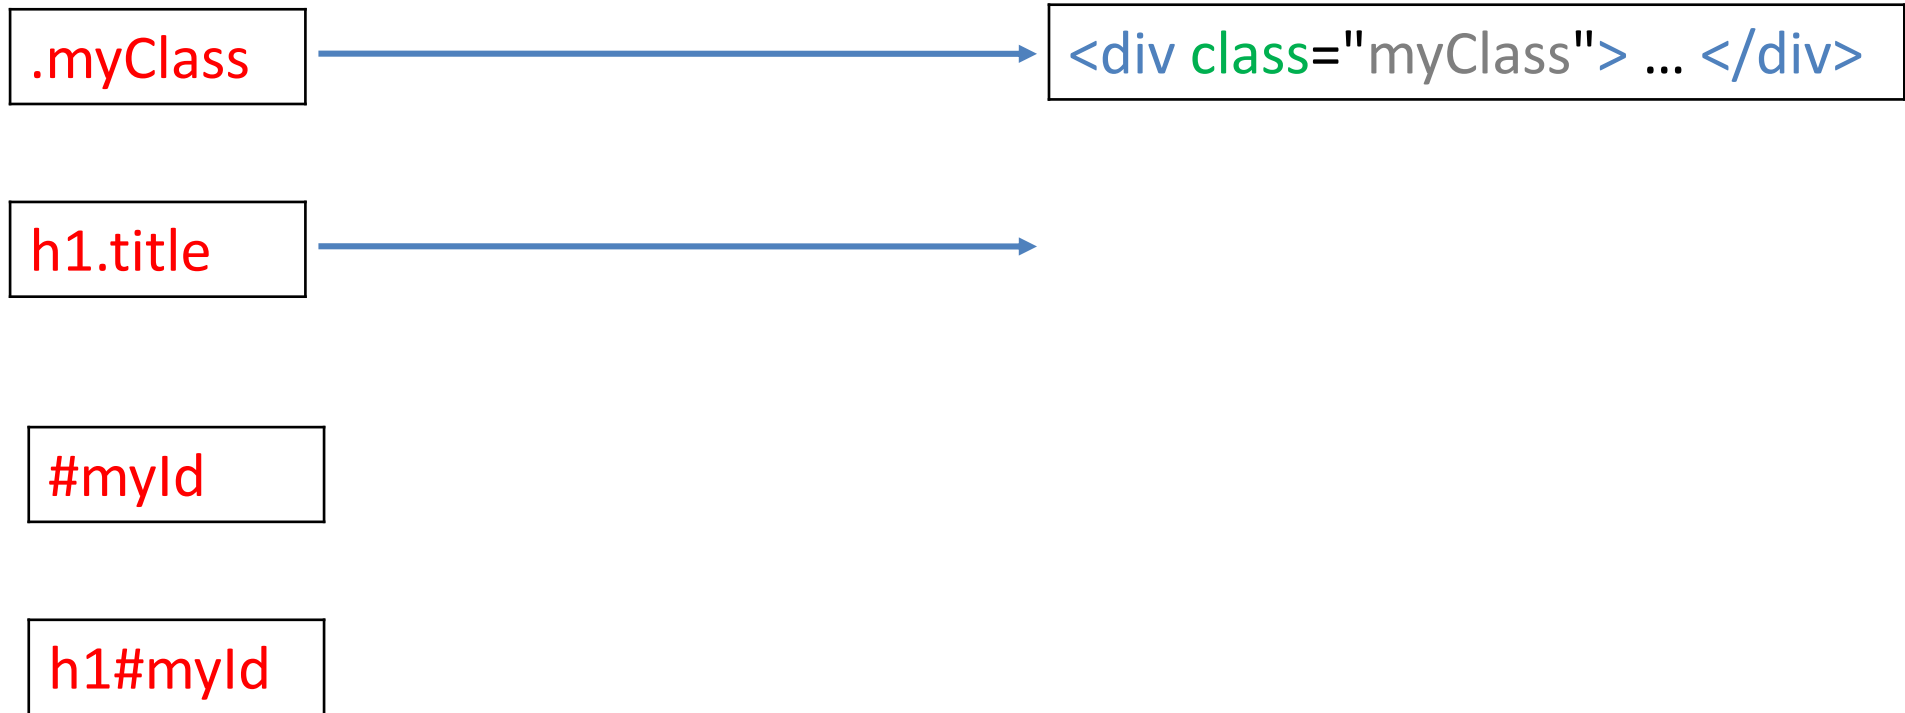 .myClass
<div class="myClass"> ... </div>
h1.title
#myId
h1#myId